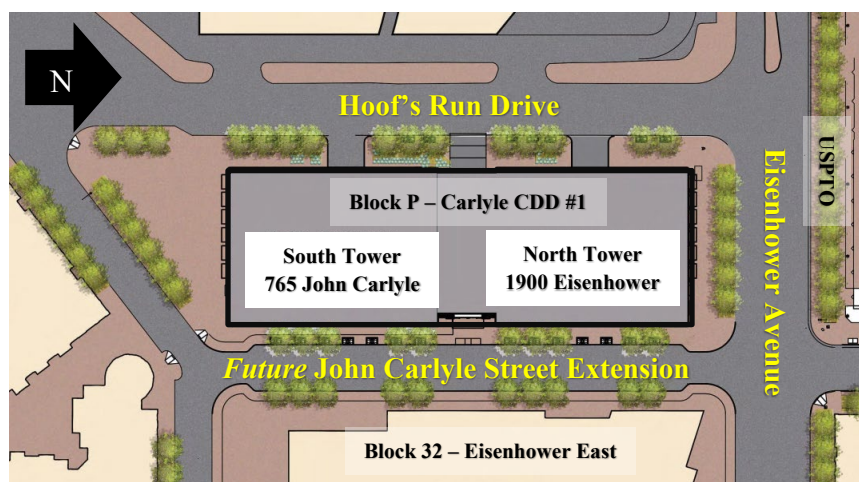 N
Hoof's Run Drive
Eisenhower Avenue
USPTO
Block P – Carlyle CDD #1
South Tower
765 John Carlyle
North Tower
1900 Eisenhower
Future John Carlyle Street Extension
Block 32 – Eisenhower East